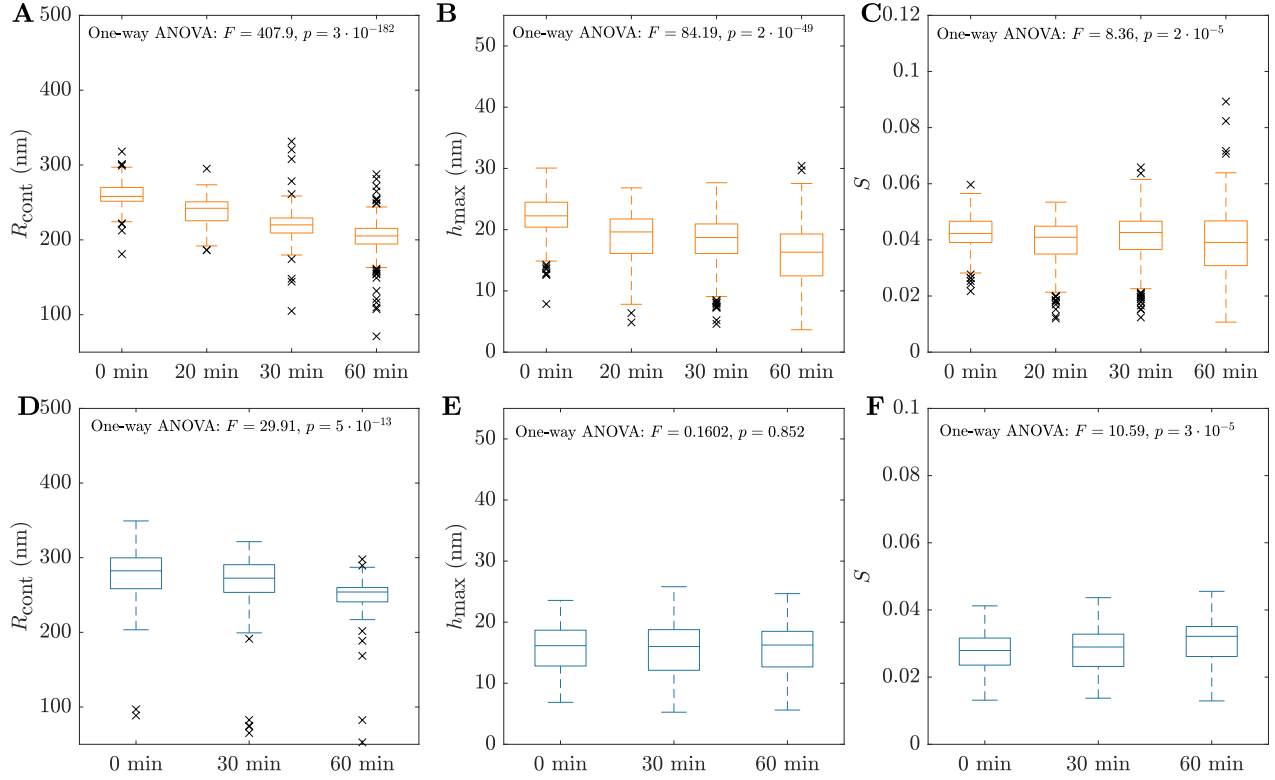 A
One-way ANOVA: F = 407.9, p = 3 · 10⁻¹⁸²
500
400
300
200
100
R_cont (nm)
0 min 20 min 30 min 60 min
B
One-way ANOVA: F = 84.19, p = 2 · 10⁻⁴⁹
50
40
30
20
10
0
h_max (nm)
0 min 20 min 30 min 60 min
C
One-way ANOVA: F = 8.36, p = 2 · 10⁻⁵
0.12
0.1
0.08
0.06
0.04
0.02
0
S
0 min 20 min 30 min 60 min
D
One-way ANOVA: F = 29.91, p = 5 · 10⁻¹³
500
400
300
200
100
R_cont (nm)
0 min 30 min 60 min
E
One-way ANOVA: F = 0.1602, p = 0.852
50
40
30
20
10
0
h_max (nm)
0 min 30 min 60 min
F
One-way ANOVA: F = 10.59, p = 3 · 10⁻⁵
0.1
0.08
0.06
0.04
0.02
0
S
0 min 30 min 60 min